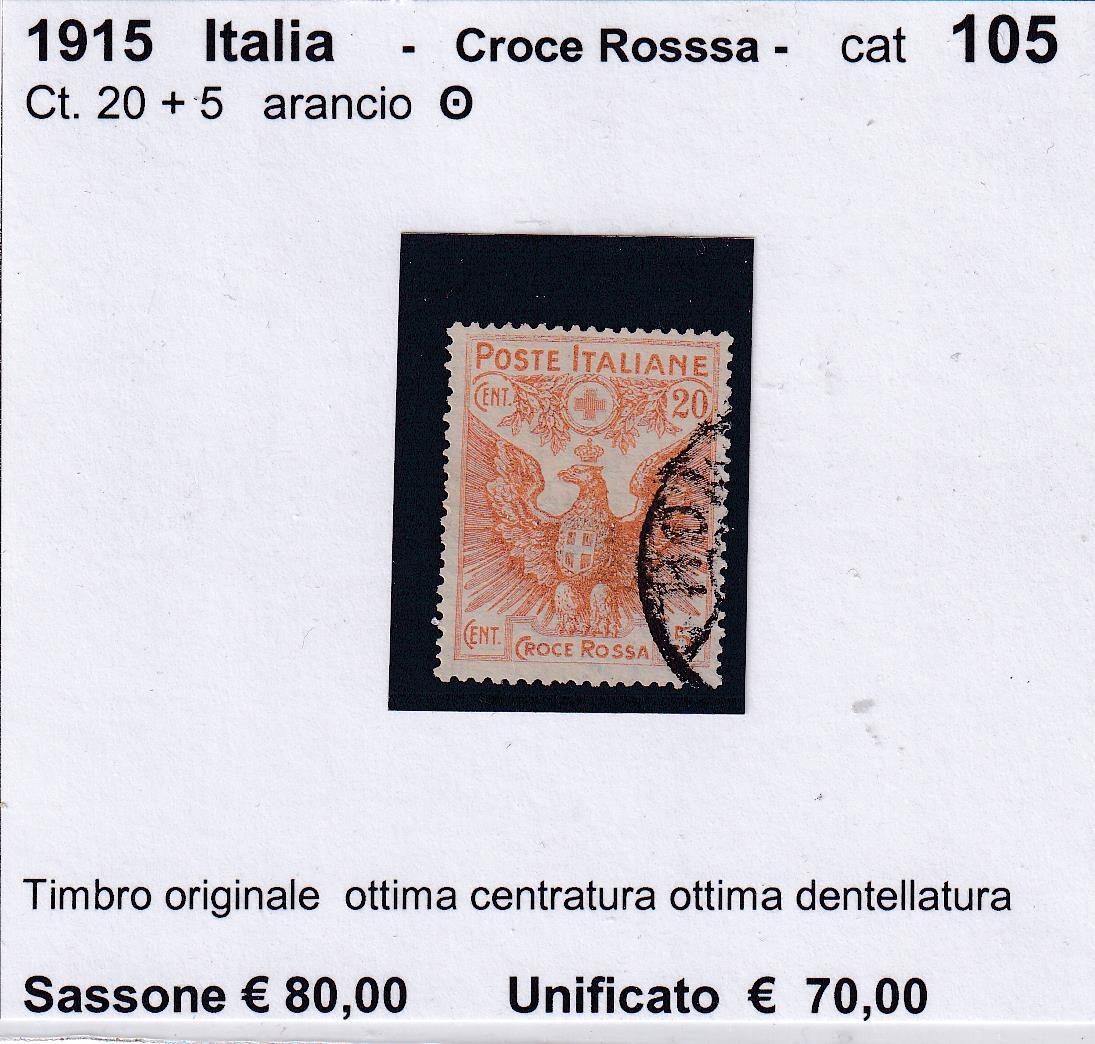 1915 Italia - Croce Rosssa - cat 105
Ct. 20 + 5 arancio ʘ
POSTE ITALIANE
CENT. 20
CENT. CROCE ROSSA 5
Timbro originale ottima centratura ottima dentellatura
Sassone € 80,00 Unificato € 70,00